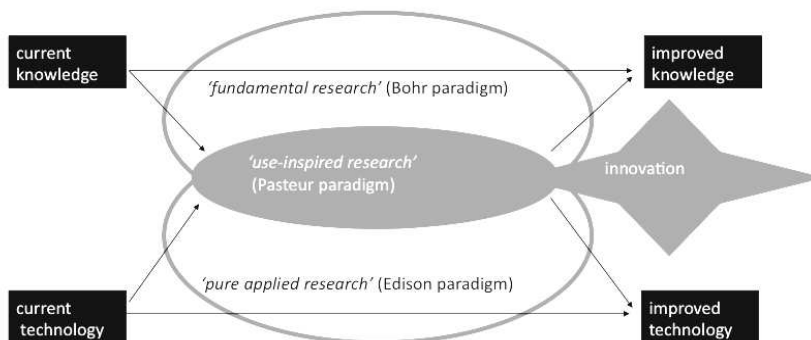 current
knowledge
improved
knowledge
'fundamental research' (Bohr paradigm)
'use-inspired research'
(Pasteur paradigm)
innovation
'pure applied research' (Edison paradigm)
current
technology
improved
technology